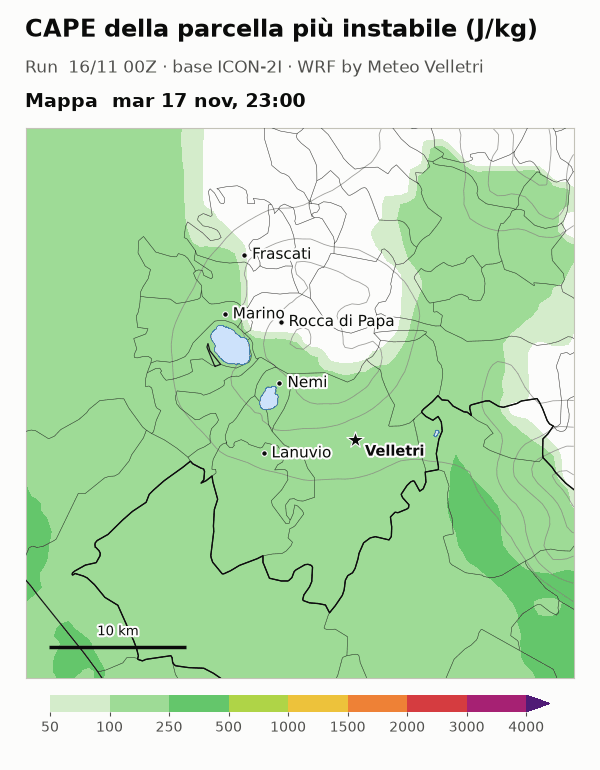 CAPE della parcella più instabile (J/kg)
Run  16/11 00Z · base ICON-2I · WRF by Meteo Velletri
Mappa  mar 17 nov, 23:00
Frascati
Marino
Rocca di Papa
Nemi
Lanuvio
Velletri
10 km
50 100 250 500 1000 1500 2000 3000 4000